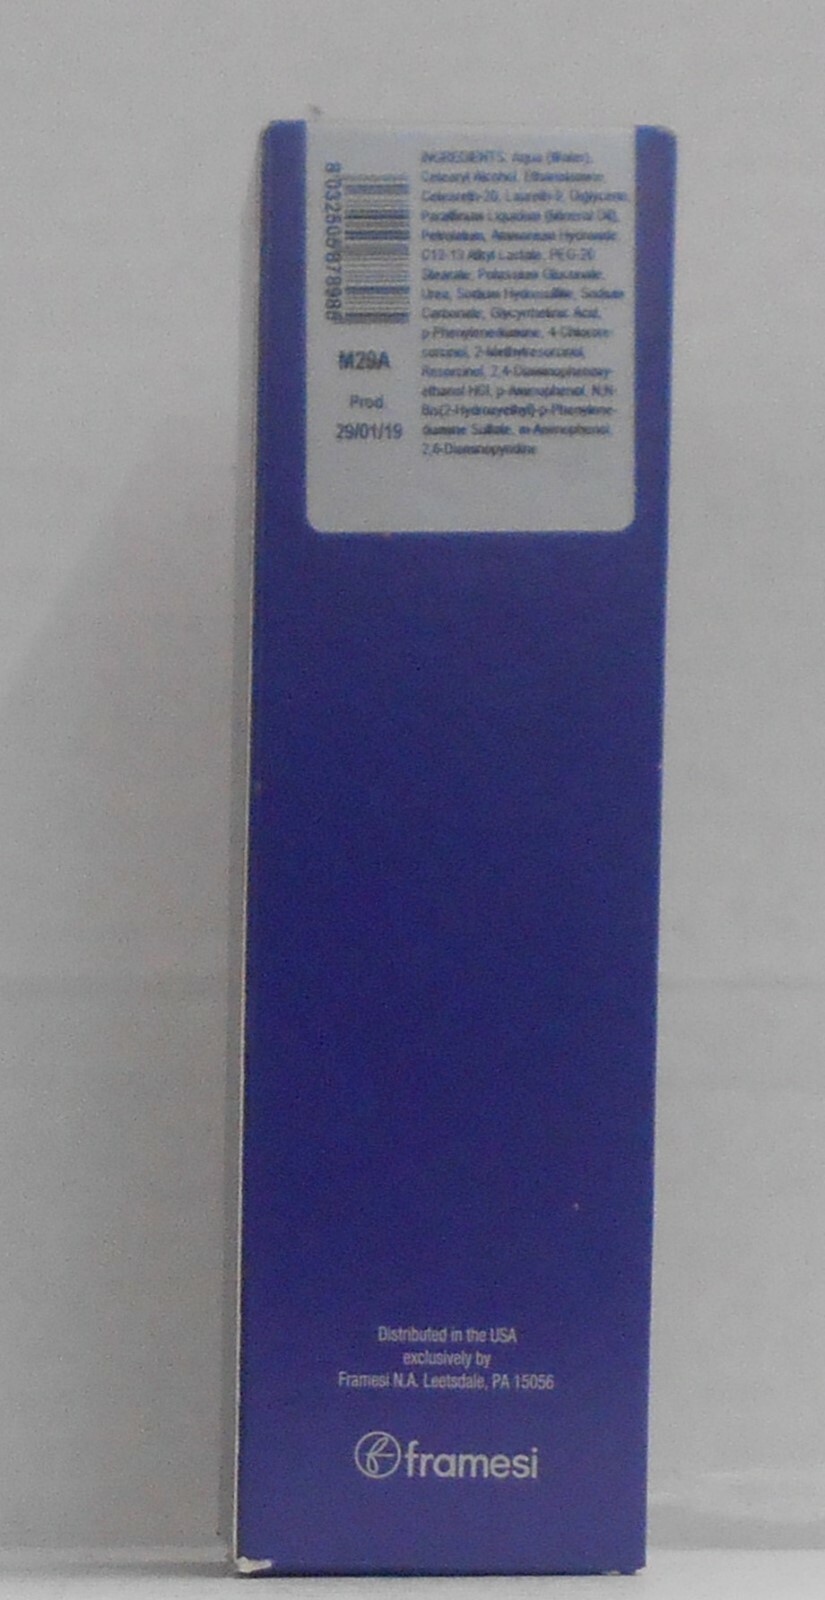 8032505878986
M29A
Prod.
29/01/19
INGREDIENTS: Aqua (Water),
Cetearyl Alcohol, Ethanolamine,
Ceteareth-20, Laureth-9, Diglycerin,
Paraffinum Liquidum (Mineral Oil),
Petrolatum, Ammonium Hydroxide,
C12-13 Alkyl Lactate, PEG-20
Stearate, Potassium Gluconate,
Urea, Sodium Hydrosulfite, Sodium
Carbonate, Glycyrrhetinic Acid,
p-Phenylenediamine, 4-Chlorore-
sorcinol, 2-Methylresorcinol,
Resorcinol, 2,4-Diaminophenoxy-
ethanol HCl, p-Aminophenol, N,N-
Bis(2-Hydroxyethyl)-p-Phenylene-
diamine Sulfate, m-Aminophenol,
2,6-Diaminopyridine
Distributed in the USA
exclusively by
Framesi N.A. Leetsdale, PA 15056
framesi